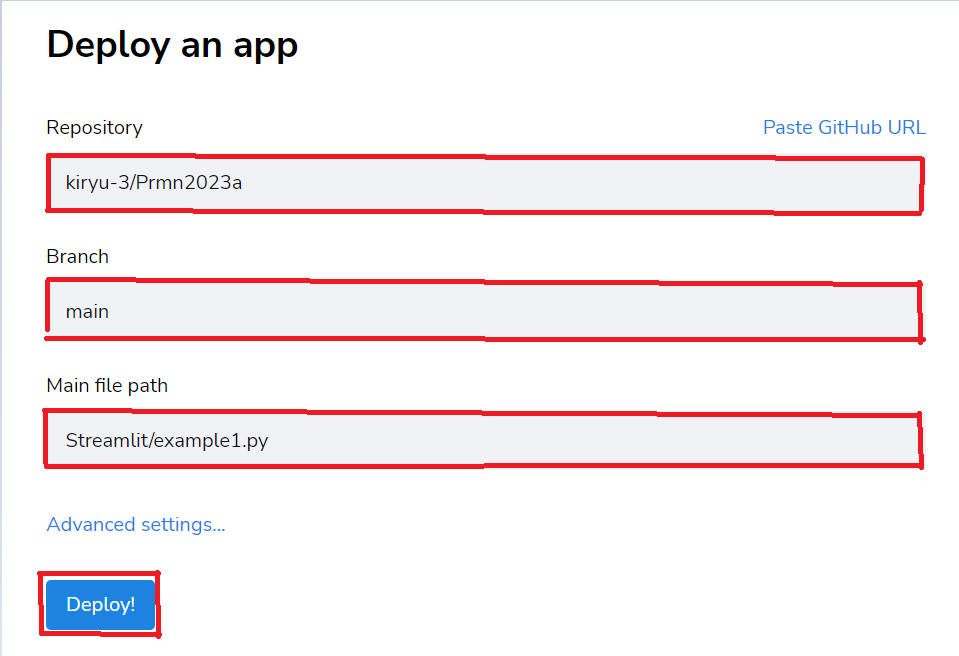 Deploy an app
Repository
Paste GitHub URL
kiryu-3/Prmn2023a
Branch
main
Main file path
Streamlit/example1.py
Advanced settings...
Deploy!